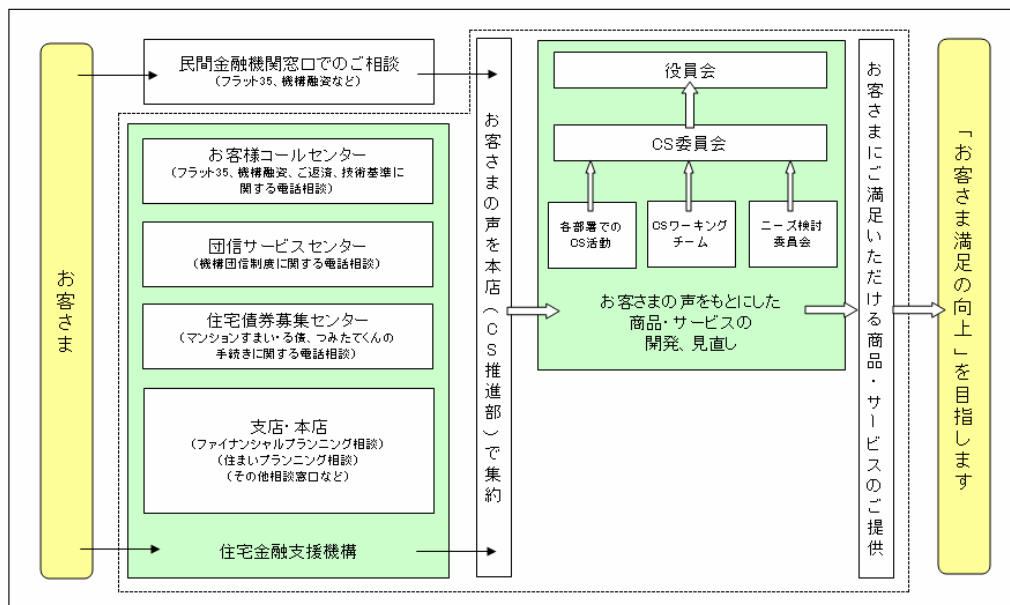 お客さま
民間金融機関窓口でのご相談
(フラット35、機構融資など)
お客様コールセンター
(フラット35、機構融資、ご返済、技術基準に
関する電話相談)
団信サービスセンター
(機構団信制度に関する電話相談)
住宅債券募集センター
(マンションすまい・る債、つみたてくんの
手続きに関する電話相談)
支店・本店
(ファイナンシャルプランニング相談)
(住まいプランニング相談)
(その他相談窓口など)
住宅金融支援機構
お客さまの声を本店(CS推進部)で集約
役員会
CS委員会
各部署での
CS活動
CSワーキング
チーム
ニーズ検討
委員会
お客さまの声をもとにした
商品・サービスの
開発、見直し
お客さまにご満足いただける商品・サービスのご提供
「お客さま満足の向上」を目指します